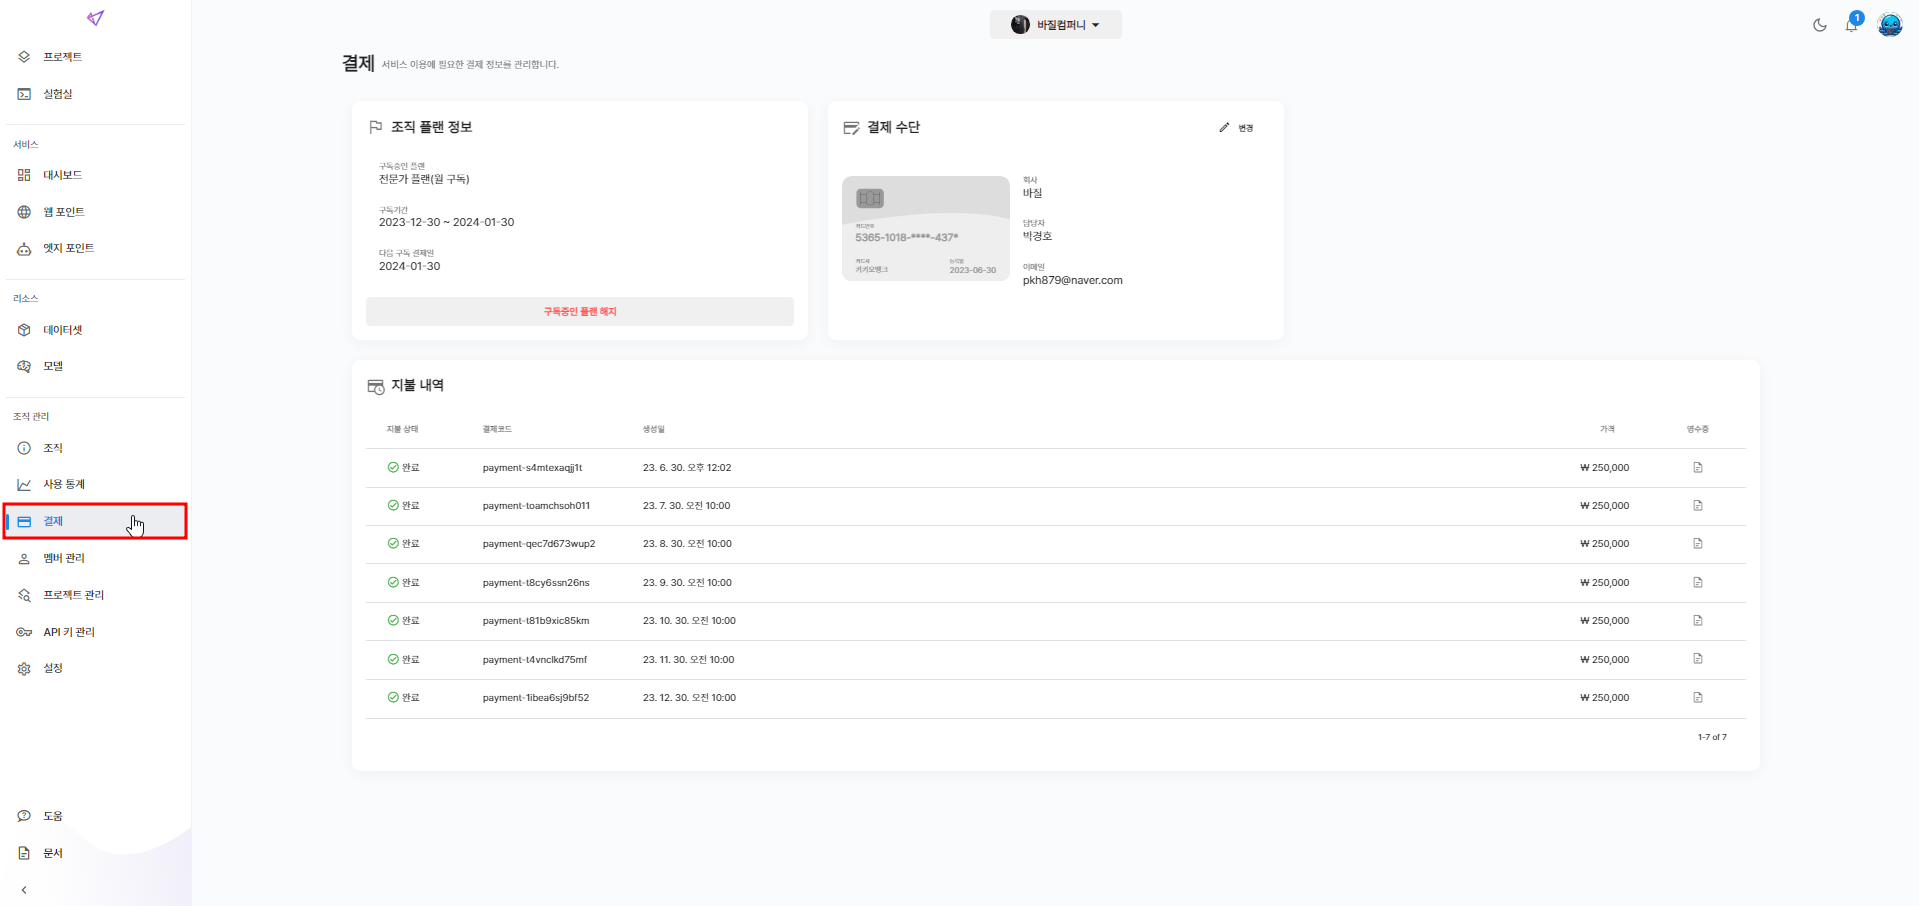 프로젝트
실험실
서비스
대시보드
웹 포인트
엣지 포인트
리소스
데이터셋
모델
조직 관리
조직
사용 통계
결제
멤버 관리
프로젝트 관리
API 키 관리
설정
도움
문서
바질컴퍼니
1
결제 서비스 이용에 필요한 결제 정보를 관리합니다.
조직 플랜 정보
구독중인 플랜
전문가 플랜(월 구독)
구독기간
2023-12-30 ~ 2024-01-30
다음 구독 결제일
2024-01-30
구독중인 플랜 해지
결제 수단
변경
카드번호
5365-1018-****-437*
카드사 등록일
카카오뱅크 2023-06-30
회사
바질
담당자
박경호
이메일
pkh879@naver.com
지불 내역
지불 상태 결제코드 생성일 가격 영수증
완료 payment-s4mtexaqjj1t 23. 6. 30. 오후 12:02 ₩ 250,000
완료 payment-toamchsoh011 23. 7. 30. 오전 10:00 ₩ 250,000
완료 payment-qec7d673wup2 23. 8. 30. 오전 10:00 ₩ 250,000
완료 payment-t8cy6ssn26ns 23. 9. 30. 오전 10:00 ₩ 250,000
완료 payment-t81b9xic85km 23. 10. 30. 오전 10:00 ₩ 250,000
완료 payment-t4vnclkd75mf 23. 11. 30. 오전 10:00 ₩ 250,000
완료 payment-1ibea6sj9bf52 23. 12. 30. 오전 10:00 ₩ 250,000
1-7 of 7